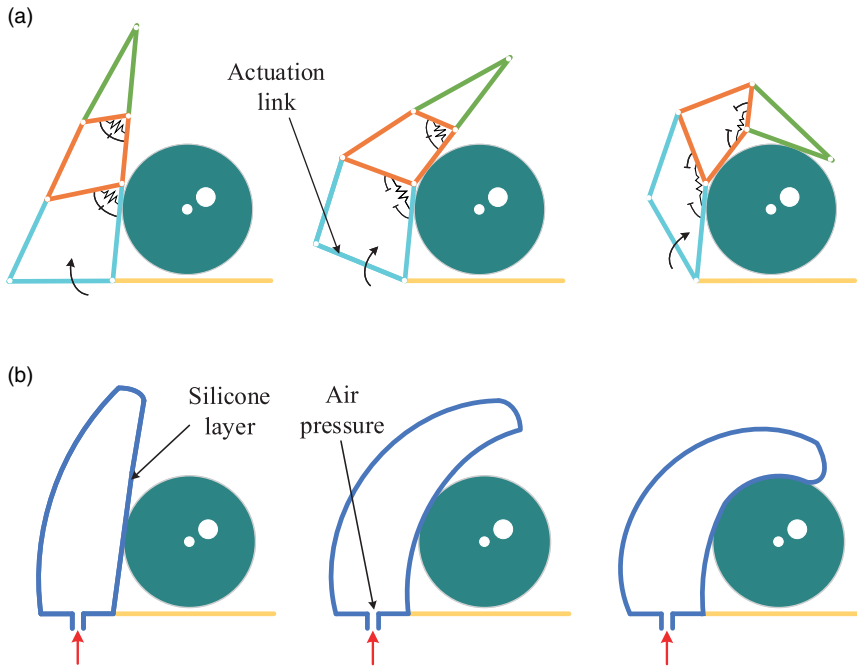 (a)
Actuation
link
(b)
Silicone
layer
Air
pressure